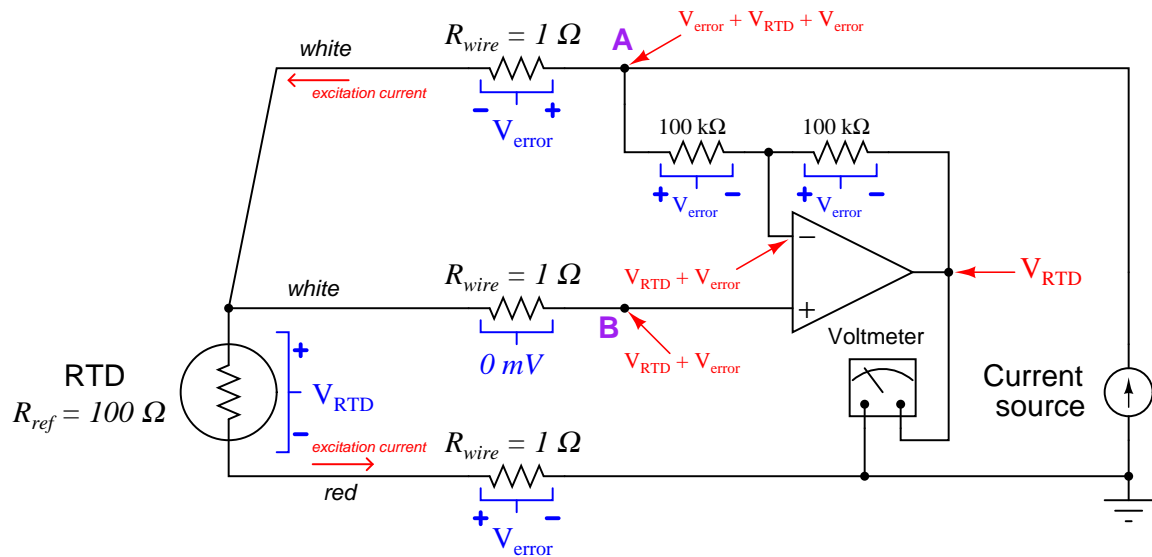 V_error + V_RTD + V_error
A
R_wire = 1 Ω
white
excitation current
− +
V_error
100 kΩ 100 kΩ
+ − + −
V_error V_error
−
V_RTD + V_error
V_RTD
R_wire = 1 Ω
white
+
B
0 mV
V_RTD + V_error
Voltmeter
RTD
R_ref = 100 Ω
+
V_RTD
−
Current
source
excitation current
R_wire = 1 Ω
red
+ −
V_error